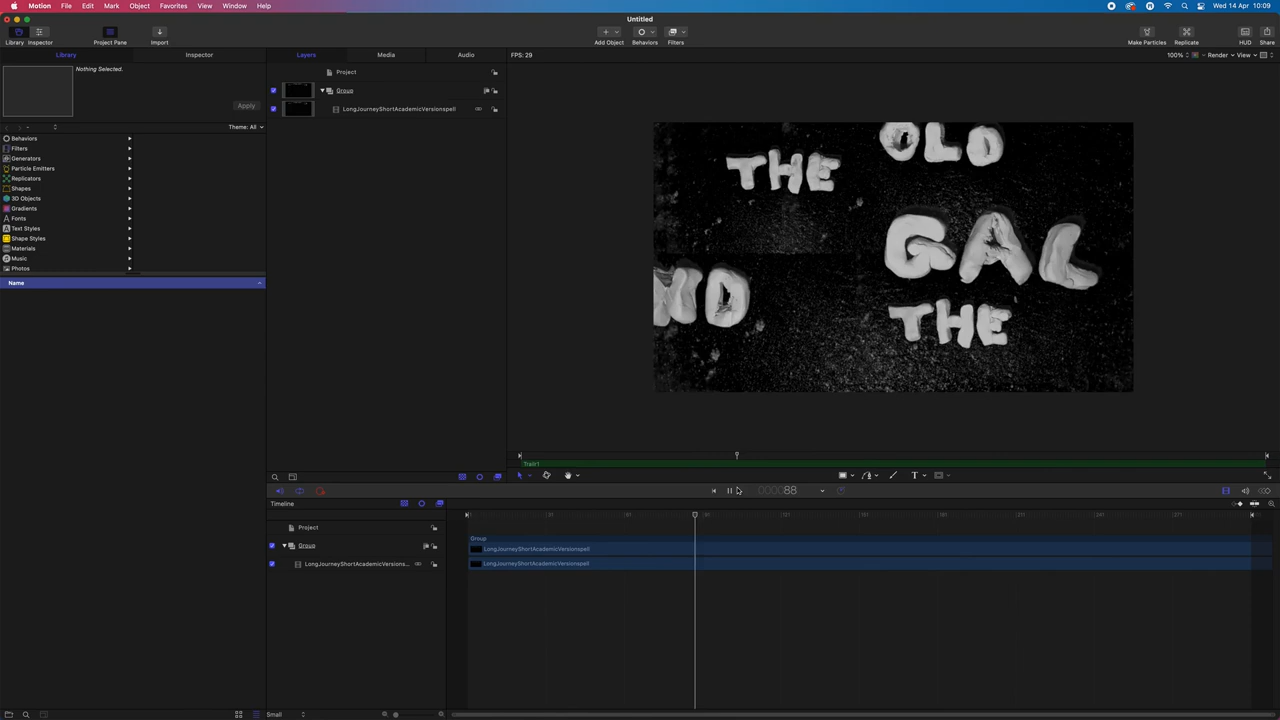 Motion File Edit Mark Object Favorites View Window Help Wed 14 Apr 10:09
Untitled
Library Inspector Project Pane Import Add Object Behaviors Filters Make Particles Replicate HUD Share
Library Inspector Layers Media Audio FPS: 29 100% Render View
Nothing Selected.
Apply
Theme: All
Behaviors
Filters
Generators
Particle Emitters
Replicators
Shapes
3D Objects
Gradients
Fonts
Text Styles
Shape Styles
Materials
Music
Photos
Name
Project
Group
LongJourneyShortAcademicVersionspell
OLD
THE
GAL
THE
Trailr1
T
000088
Timeline
Project
Group
LongJourneyShortAcademicVersions...
Group
LongJourneyShortAcademicVersionspell
LongJourneyShortAcademicVersionspell
Small